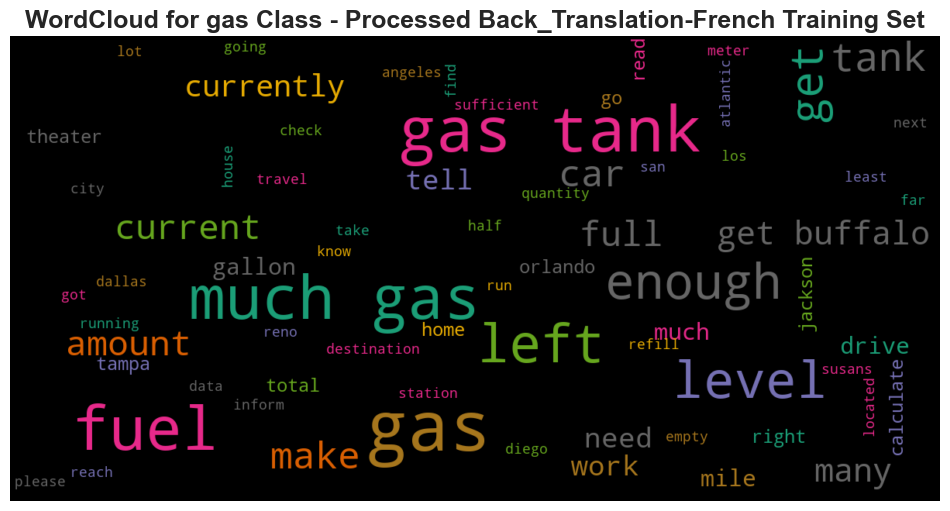 WordCloud for gas Class - Processed Back_Translation-French Training Set
lot
going
currently
angeles
find
sufficient
read
meter
atlantic
get
tank
go
gas tank
next
theater
check
house
travel
city
tell
car
san
los
least
quantity
far
current
take
half
full
get buffalo
know
gallon
orlando
enough
jackson
dallas
got
much gas
run
running
reno
home
left
much
refill
drive
amount
destination
tampa
level
susans
data
total
station
located
calculate
inform
fuel
gas
make
diego
need
empty
right
work
many
reach
mile
please